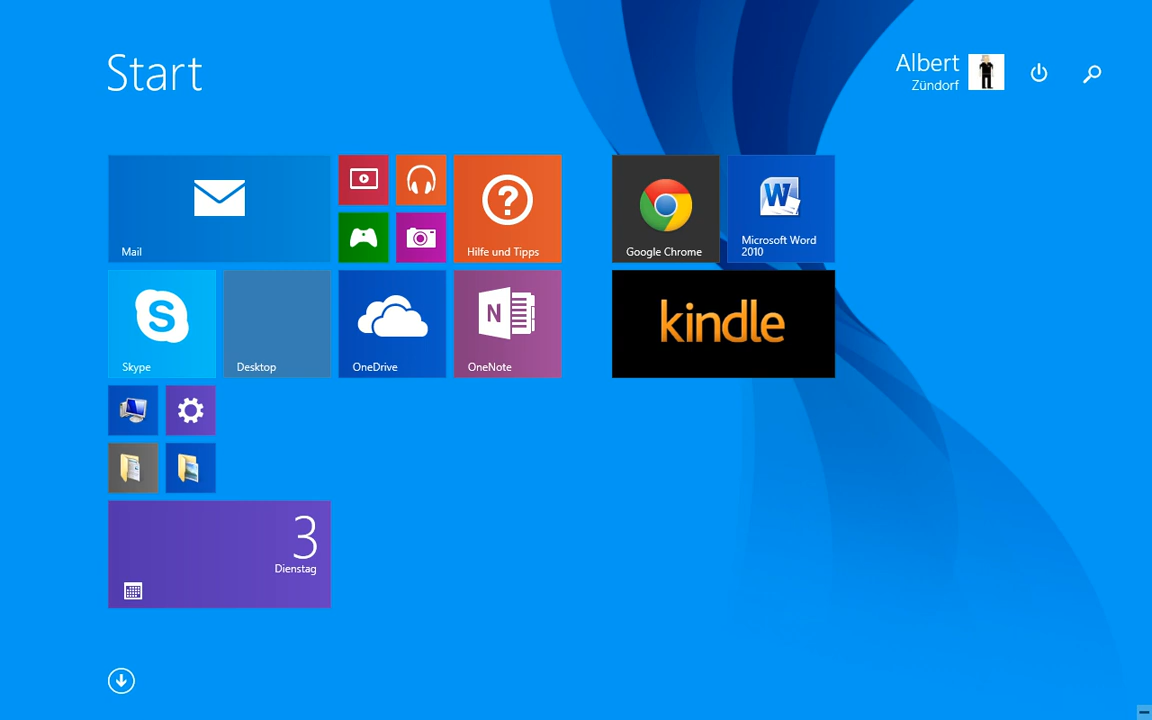 Start
Albert
Zündorf
Mail
Hilfe und Tipps
Google Chrome
W
Microsoft Word
2010
S
Skype
Desktop
OneDrive
N
OneNote
kindle
3
Dienstag